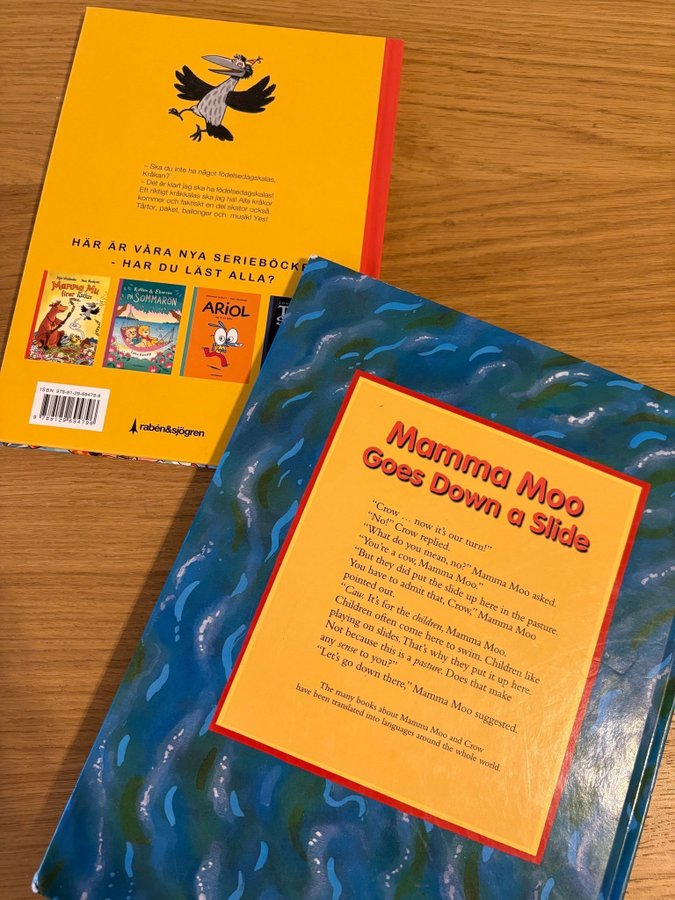 – Ska du inte ha något födelsedagskalas,
Kråkan?
– Det är klart jag ska ha födelsedagskalas!
Ett riktigt kråkkalas ska jag ha! Alla kråkor
kommer och faktiskt en del skator också.
Tårtor, paket, ballonger och musik! Yes!
HÄR ÄR VÅRA NYA SERIEBÖCKE
- HAR DU LÄST ALLA?
Mamma Mu
firar Kalas
PÅ SOMMARÖN
ARIOL
rabén&sjögren
Mamma Moo
Goes Down a Slide
“Crow ... now it’s our turn!”
“No!” Crow replied.
“What do you mean, no?” Mamma Moo asked.
“You’re a cow, Mamma Moo.”
“But they did put the slide up here in the pasture.
You have to admit that, Crow,” Mamma Moo
pointed out.
“Caw. It’s for the children, Mamma Moo.
Children often come here to swim. Children like
playing on slides. That’s why they put it up here.
Not because this is a pasture. Does that make
any sense to you?”
“Let’s go down there,” Mamma Moo suggested.
The many books about Mamma Moo and Crow
have been translated into languages around the whole world.